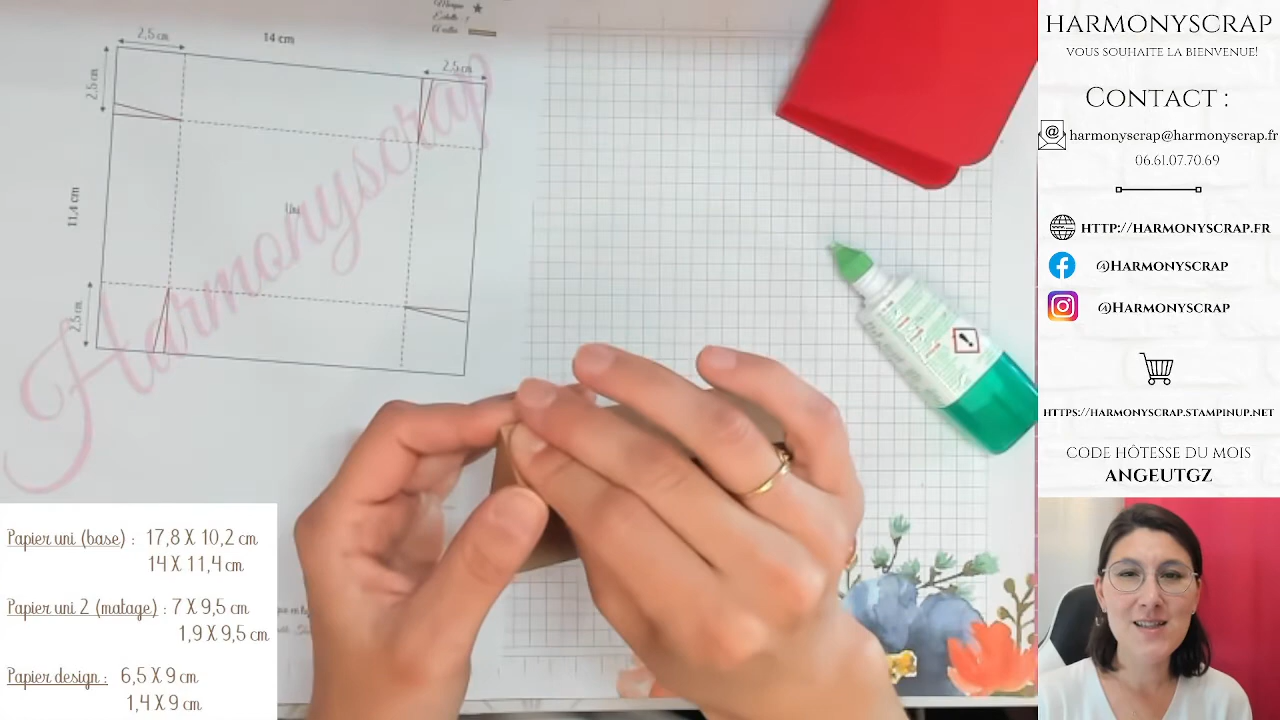 2,5 cm
14 cm
2,5 cm
2,5 cm
11,4 cm
Uni
2,5 cm
Harmonyscrap
Papier uni (base) : 17,8 X 10,2 cm
14 X 11,4 cm
Papier uni 2 (matage) : 7 X 9,5 cm
1,9 X 9,5 cm
Papier design : 6,5 X 9 cm
1,4 X 9 cm
HARMONYSCRAP
VOUS SOUHAITE LA BIENVENUE!
CONTACT :
harmonyscrap@harmonyscrap.fr
06.61.07.70.69
HTTP://HARMONYSCRAP.FR
@HARMONYSCRAP
@HARMONYSCRAP
HTTPS://HARMONYSCRAP.STAMPINUP.NET
CODE HÔTESSE DU MOIS
ANGEUTGZ